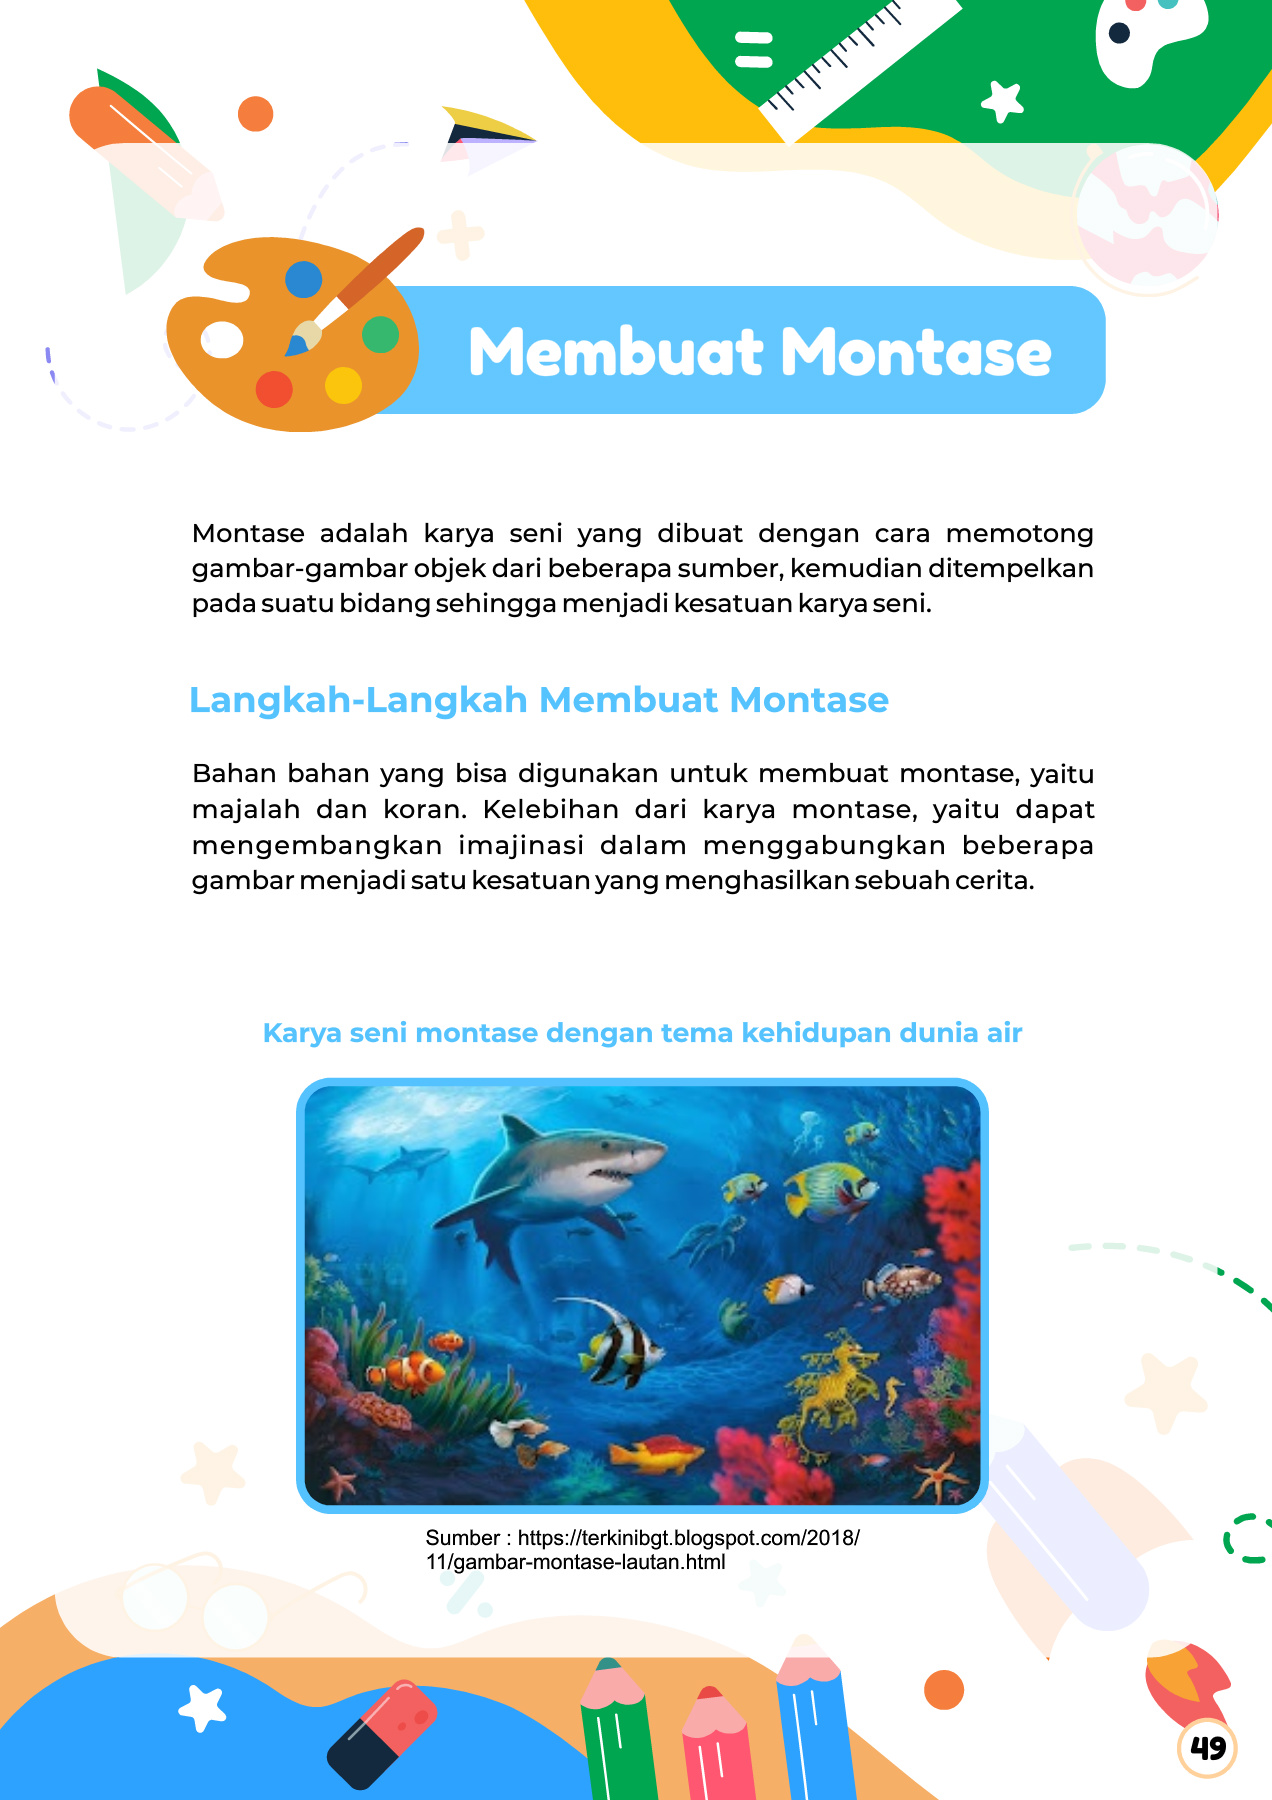 Membuat Montase
Montase adalah karya seni yang dibuat dengan cara memotong
gambar-gambar objek dari beberapa sumber, kemudian ditempelkan
pada suatu bidang sehingga menjadi kesatuan karya seni.
Langkah-Langkah Membuat Montase
Bahan bahan yang bisa digunakan untuk membuat montase, yaitu
majalah dan koran. Kelebihan dari karya montase, yaitu dapat
mengembangkan imajinasi dalam menggabungkan beberapa
gambar menjadi satu kesatuan yang menghasilkan sebuah cerita.
Karya seni montase dengan tema kehidupan dunia air
Sumber : https://terkinibgt.blogspot.com/2018/
11/gambar-montase-lautan.html
49